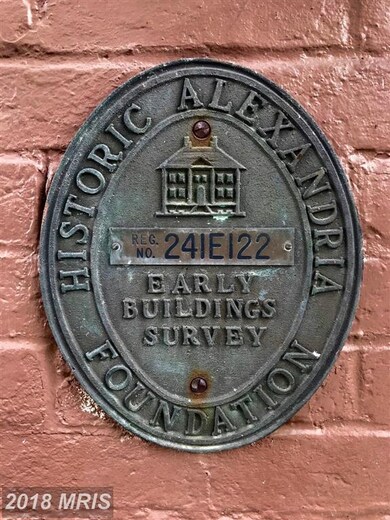 HISTORIC ALEXANDRIA
REG.
NO. 241E122
EARLY
BUILDINGS
SURVEY
FOUNDATION
© 2018 MRIS